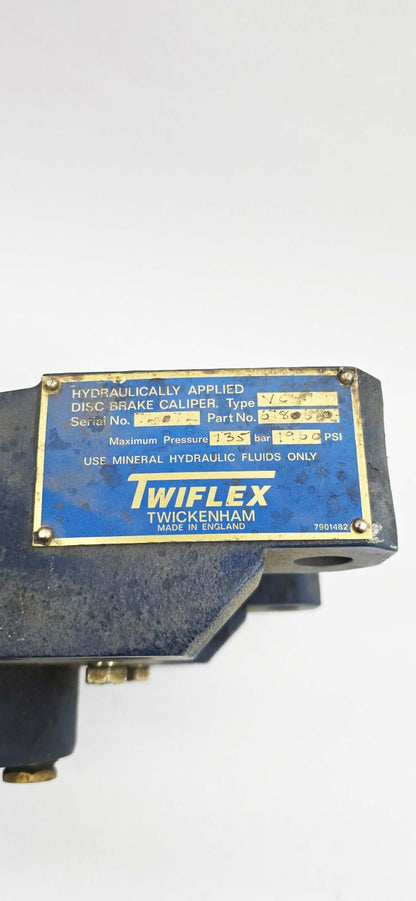 HYDRAULICALLY APPLIED
DISC BRAKE CALIPER. Type
Serial No. Part No.
Maximum Pressure 135 bar 1960 PSI
USE MINERAL HYDRAULIC FLUIDS ONLY
TWIFLEX
TWICKENHAM
MADE IN ENGLAND
7901482